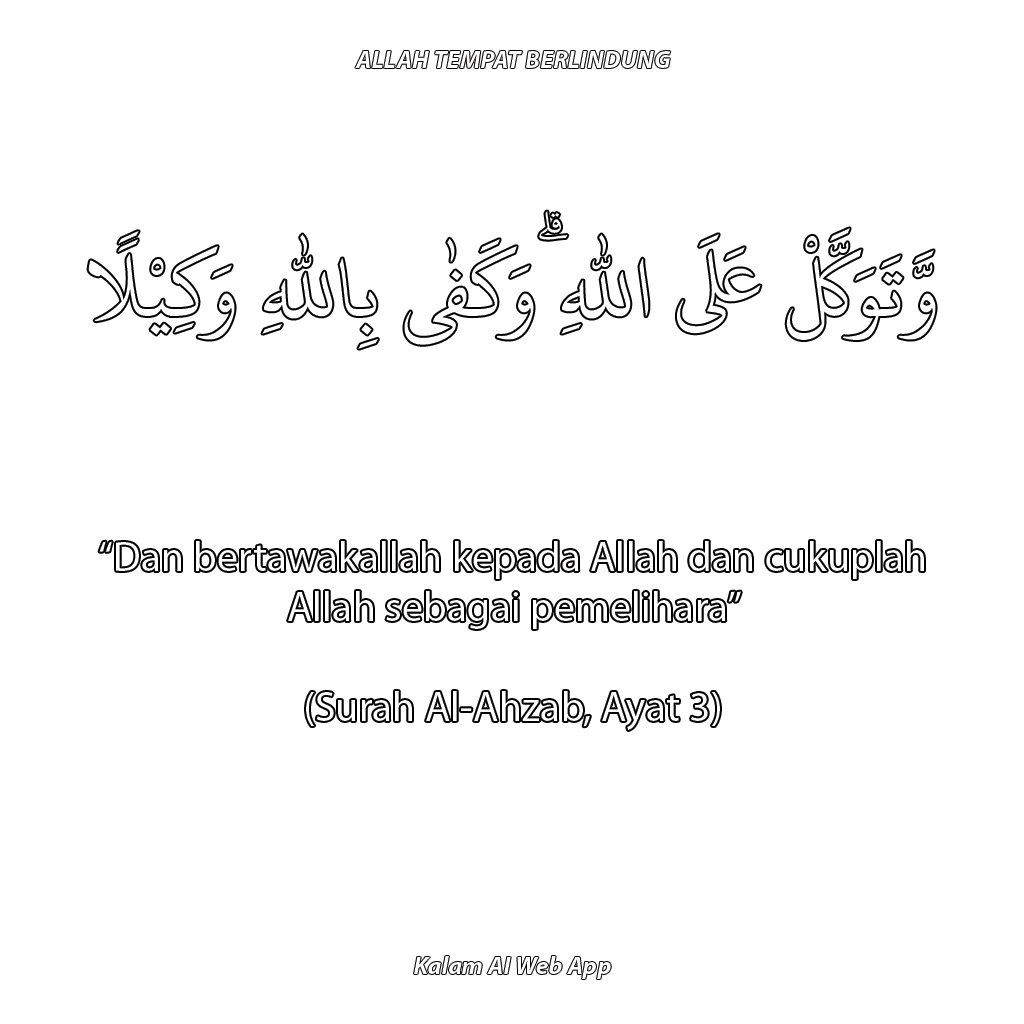 ALLAH TEMPAT BERLINDUNG
وَّتَوَكَّلْ عَلَى اللّٰهِ ۗوَكَفٰى بِاللّٰهِ وَكِيْلًا
“Dan bertawakallah kepada Allah dan cukuplah
Allah sebagai pemelihara”
(Surah Al-Ahzab, Ayat 3)
Kalam AI Web App